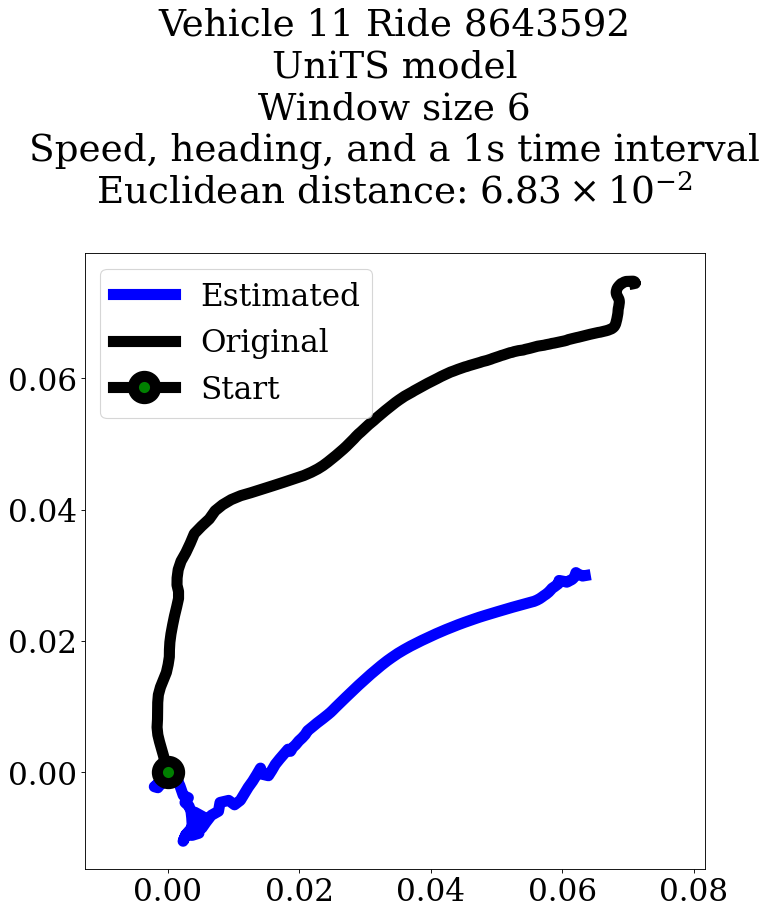 Vehicle 11 Ride 8643592
UniTS model
Window size 6
Speed, heading, and a 1s time interval
Euclidean distance: 6.83 × 10⁻²
Estimated
Original
Start
0.06
0.04
0.02
0.00
0.00 0.02 0.04 0.06 0.08